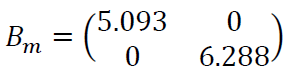 B_m = (5.093 0
0 6.288)